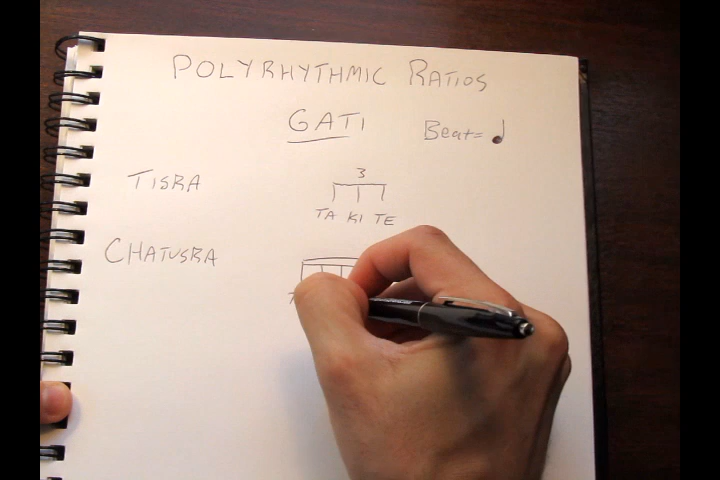 POLYRHYTHMIC RATIOS
GATI Beat=
TISRA 3
TA KI TE
CHATUSRA